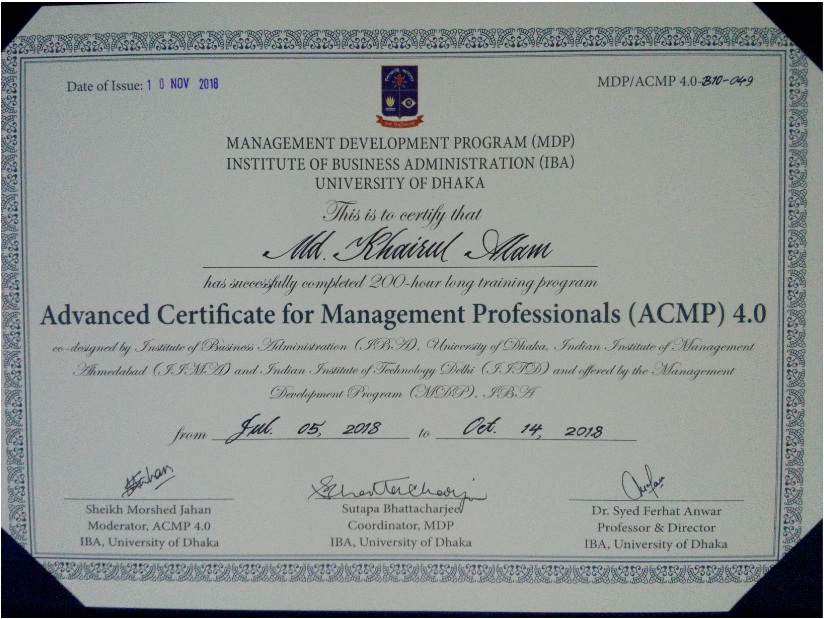 Date of Issue: 10 NOV 2018
MDP/ACMP 4.0-B10-049
MANAGEMENT DEVELOPMENT PROGRAM (MDP)
INSTITUTE OF BUSINESS ADMINISTRATION (IBA)
UNIVERSITY OF DHAKA
This is to certify that
Md. Khairul Alam
has successfully completed 200-hour long training program
Advanced Certificate for Management Professionals (ACMP) 4.0
co-designed by Institute of Business Administration (IBA), University of Dhaka, Indian Institute of Management
Ahmedabad (IIMA) and Indian Institute of Technology Delhi (IITD) and offered by the Management
Development Program (MDP), IBA
from Jul. 05, 2018 to Oct. 14, 2018
Sheikh Morshed Jahan
Moderator, ACMP 4.0
IBA, University of Dhaka
Sutapa Bhattacharjee
Coordinator, MDP
IBA, University of Dhaka
Dr. Syed Ferhat Anwar
Professor & Director
IBA, University of Dhaka